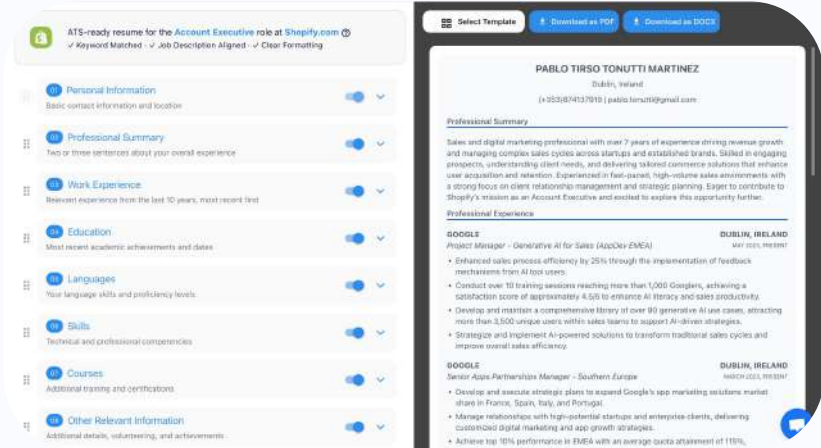 ATS-ready resume for the Account Executive role at Shopify.com
✓ Keyword Matched · ✓ Job Description Aligned · ✓ Clear Formatting
01 Personal Information
Basic contact information and location
02 Professional Summary
Two or three sentences about your overall experience
03 Work Experience
Relevant experience from the last 10 years, most recent first
04 Education
Most recent academic achievements and dates
05 Languages
Your language skills and proficiency levels
06 Skills
Technical and professional competencies
07 Courses
Additional training and certifications
08 Other Relevant Information
Additional details, volunteering, and achievements
Select Template
Download as PDF
Download as DOCX
PABLO TIRSO TONUTTI MARTINEZ
Dublin, Ireland
pablo.tonutti@gmail.com
Professional Summary
Sales and digital marketing professional with over 7 years of experience driving revenue growth
and managing complex sales cycles across startups and established brands. Skilled in engaging
prospects, understanding client needs, and delivering tailored commerce solutions that enhance
user acquisition and retention. Experienced in fast-paced, high-volume sales environments with
a strong focus on client relationship management and strategic planning. Eager to contribute to
Shopify's mission as an Account Executive and excited to explore this opportunity further.
Professional Experience
GOOGLE DUBLIN, IRELAND
Project Manager - Generative AI for Sales (AppDev-EMEA) MAY 2023, PRESENT
• Enhanced sales process efficiency by 25% through the implementation of feedback
mechanisms from AI tool users.
• Conduct over 10 training sessions reaching more than 1,000 Googlers, achieving a
satisfaction score of approximately 4.5/5 to enhance AI literacy and sales productivity.
• Develop and maintain a comprehensive library of over 90 generative AI use cases, attracting
more than 3,500 unique users within sales teams to support AI-driven strategies.
• Strategize and implement AI-powered solutions to transform traditional sales cycles and
improve overall sales efficiency.
GOOGLE DUBLIN, IRELAND
Senior Apps Partnerships Manager - Southern Europe MARCH 2023, PRESENT
• Develop and execute strategic plans to expand Google's app marketing solutions market
share in France, Spain, Italy, and Portugal.
• Manage relationships with high-potential startups and enterprise clients, delivering
customized digital marketing and app growth strategies.
• Achieve top 10% performance in EMEA with an average quota attainment of 115%,